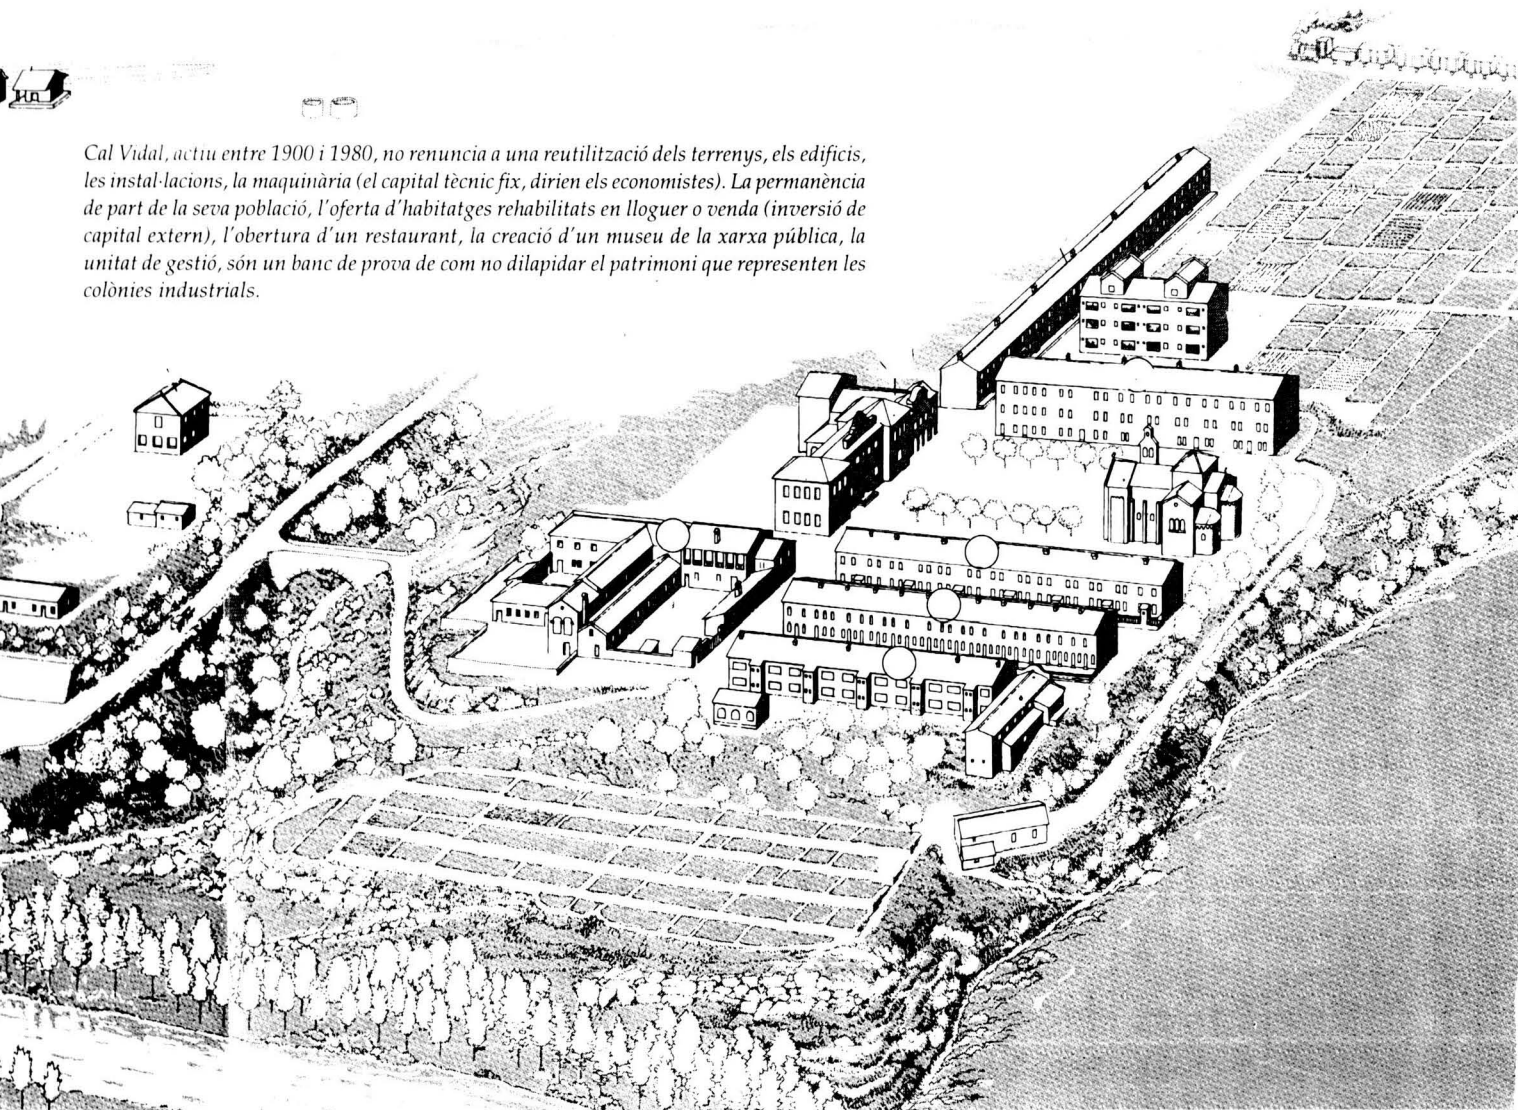 Cal Vidal, actiu entre 1900 i 1980, no renuncia a una reutilització dels terrenys, els edificis,
les instal·lacions, la maquinària (el capital tècnic fix, dirien els economistes). La permanència
de part de la seva població, l'oferta d'habitatges rehabilitats en lloguer o venda (inversió de
capital extern), l'obertura d'un restaurant, la creació d'un museu de la xarxa pública, la
unitat de gestió, són un banc de prova de com no dilapidar el patrimoni que representen les
colònies industrials.